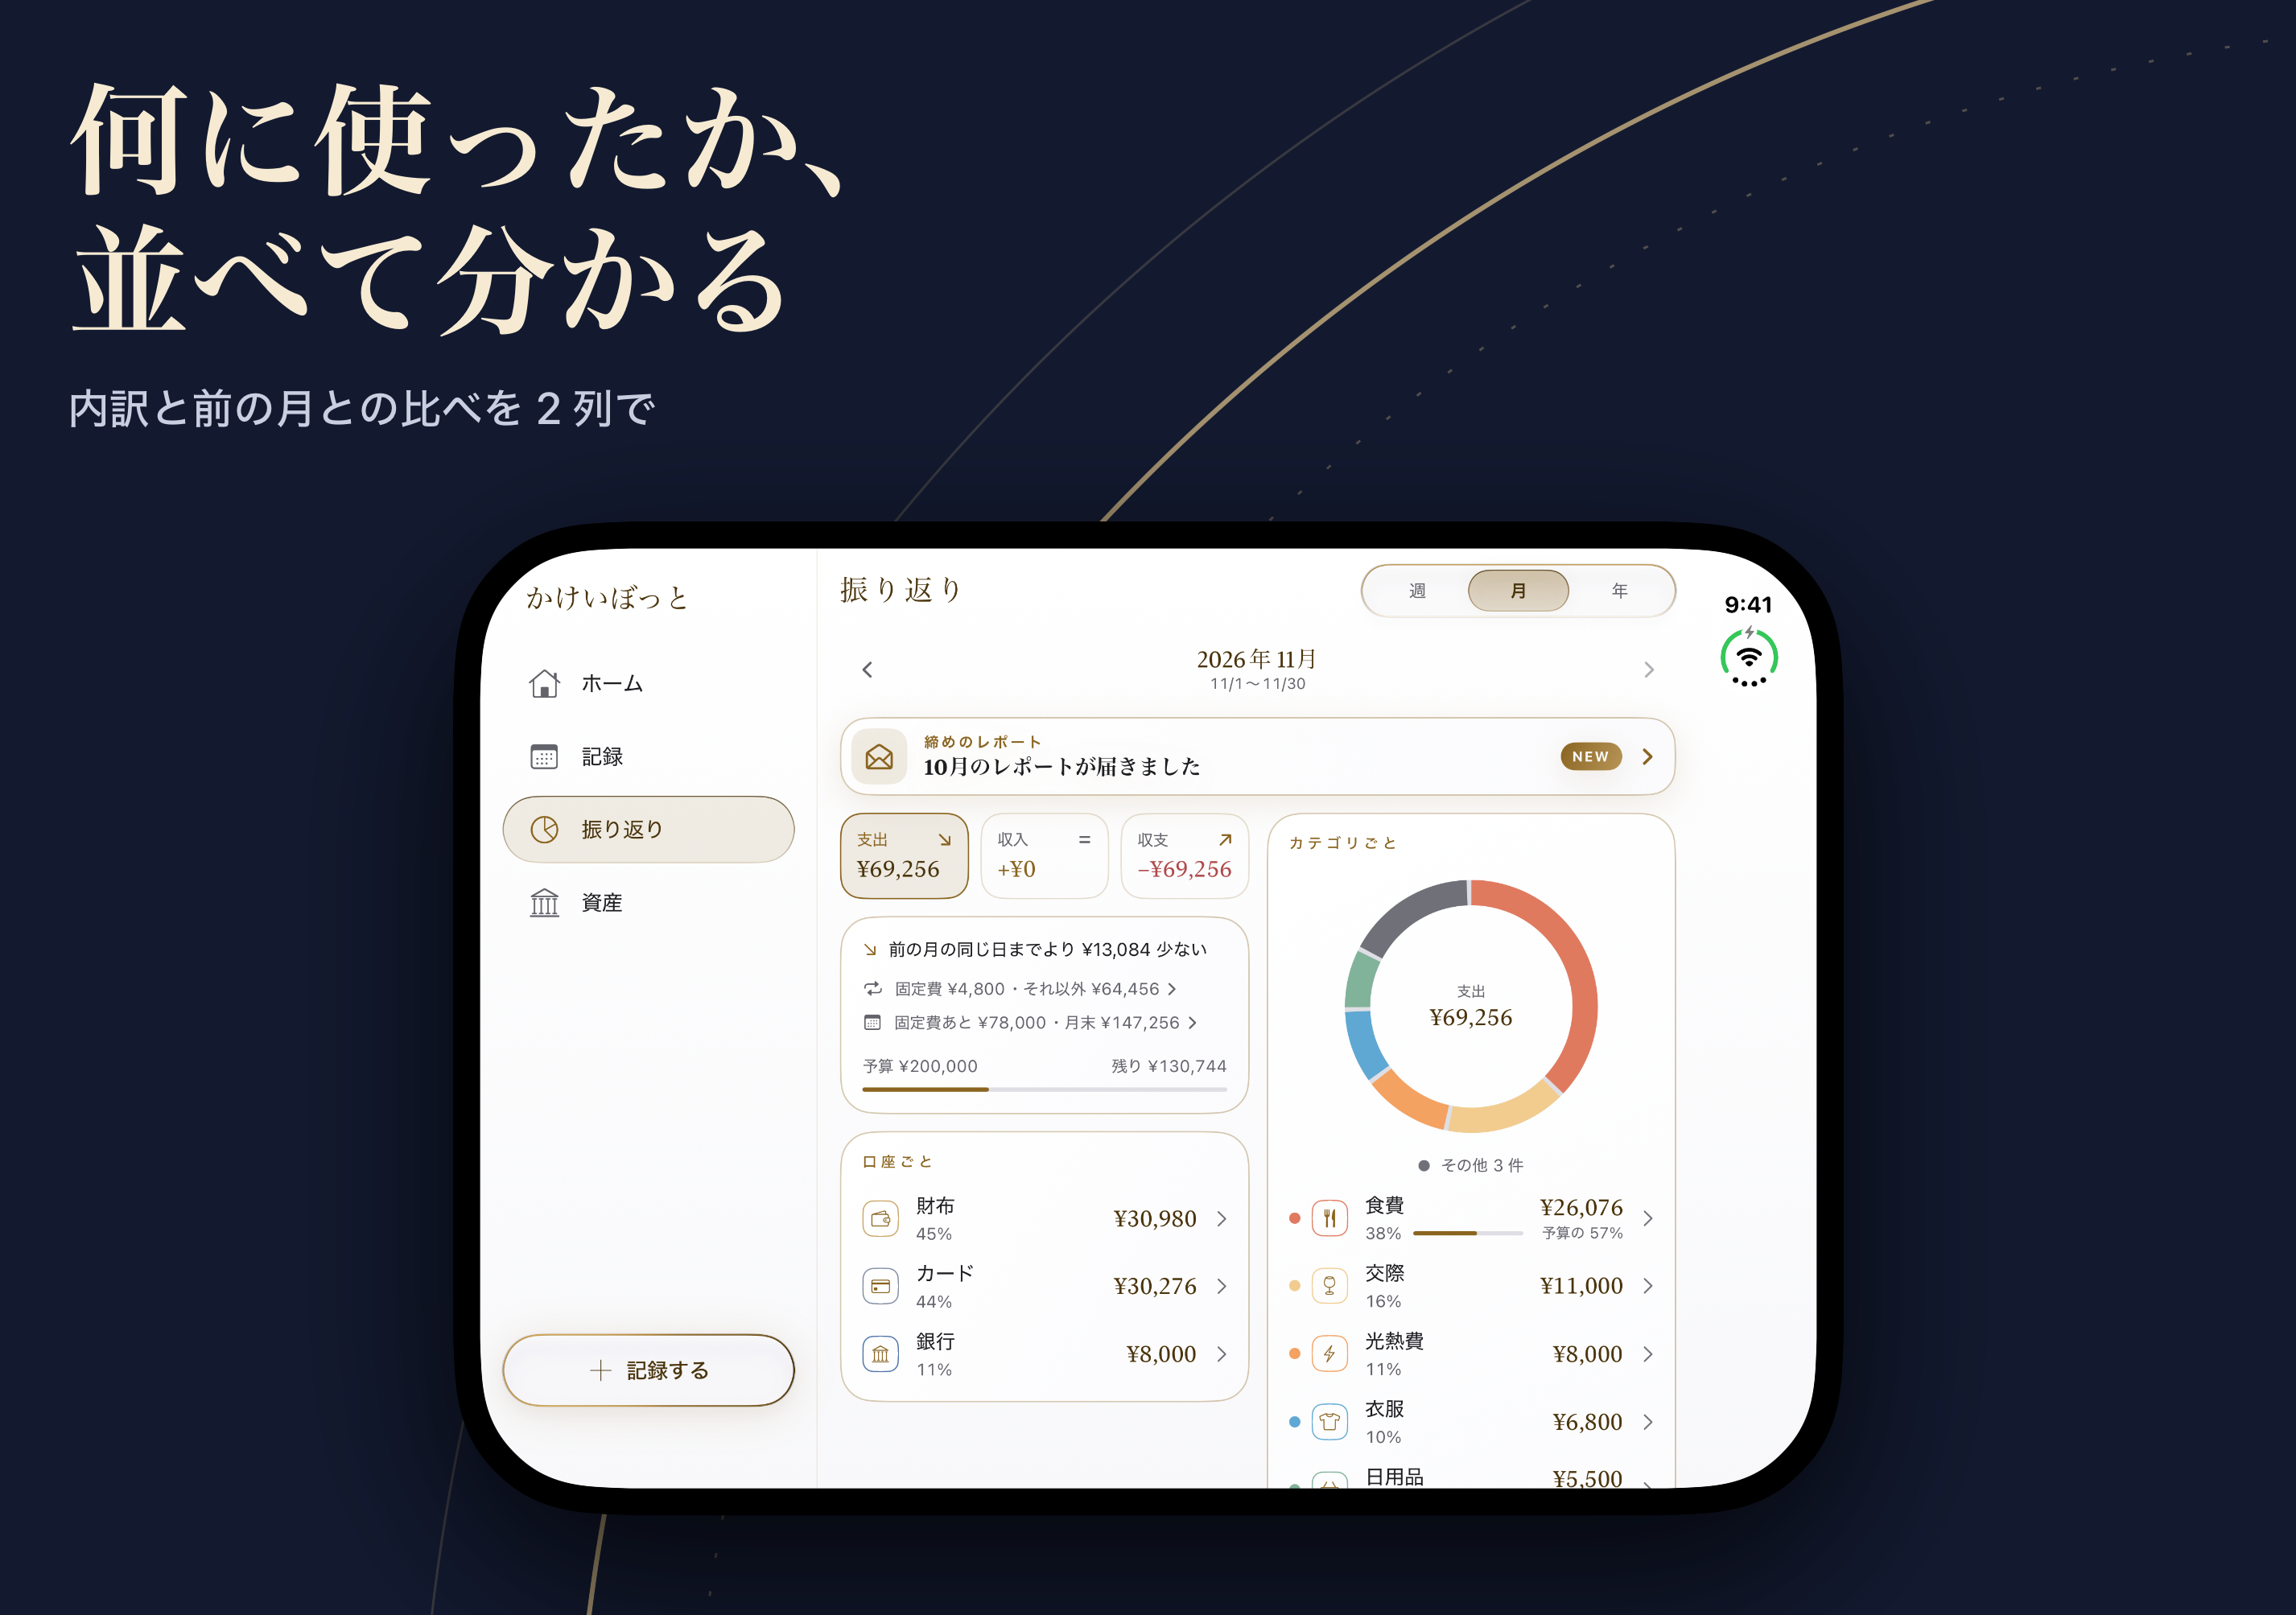 何に使ったか、
並べて分かる
内訳と前の月との比べを 2 列で
かけいぼっと
ホーム
記録
振り返り
資産
記録する
振り返り
週 月 年
9:41
2026年 11月
11/1〜11/30
締めのレポート
10月のレポートが届きました
NEW
支出
¥69,256
収入 =
+¥0
収支
−¥69,256
前の月の同じ日までより ¥13,084 少ない
固定費 ¥4,800・それ以外 ¥64,456
固定費あと ¥78,000・月末 ¥147,256
予算 ¥200,000 残り ¥130,744
口座ごと
財布
45%
¥30,980
カード
44%
¥30,276
銀行
11%
¥8,000
カテゴリごと
支出
¥69,256
その他 3 件
食費
¥26,076
38%
予算の 57%
交際
16%
¥11,000
光熱費
11%
¥8,000
衣服
10%
¥6,800
日用品
¥5,500